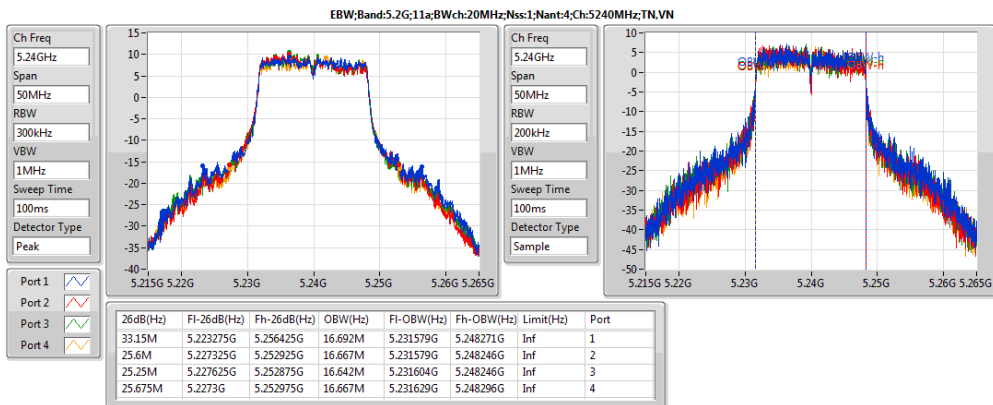 EBW;Band:5.2G;11a;BWch:20MHz;Nss:1;Nant:4;Ch:5240MHz;TN,VN
Ch Freq
5.24GHz
Span
50MHz
RBW
300kHz
VBW
1MHz
Sweep Time
100ms
Detector Type
Peak
15
10
5
0
-5
-10
-15
-20
-25
-30
-35
-40
5.215G 5.22G 5.23G 5.24G 5.25G 5.26G 5.265G
Ch Freq
5.24GHz
Span
50MHz
RBW
200kHz
VBW
1MHz
Sweep Time
100ms
Detector Type
Sample
10
5
0
-5
-10
-15
-20
-25
-30
-35
-40
-45
-50
5.215G 5.22G 5.23G 5.24G 5.25G 5.26G 5.265G
Port 1
Port 2
Port 3
Port 4
26dB(Hz) Fl-26dB(Hz) Fh-26dB(Hz) OBW(Hz) Fl-OBW(Hz) Fh-OBW(Hz) Limit(Hz) Port
33.15M 5.223275G 5.256425G 16.692M 5.231579G 5.248271G Inf 1
25.6M 5.227325G 5.252925G 16.667M 5.231579G 5.248246G Inf 2
25.25M 5.227625G 5.252875G 16.642M 5.231604G 5.248246G Inf 3
25.675M 5.2273G 5.252975G 16.667M 5.231629G 5.248296G Inf 4